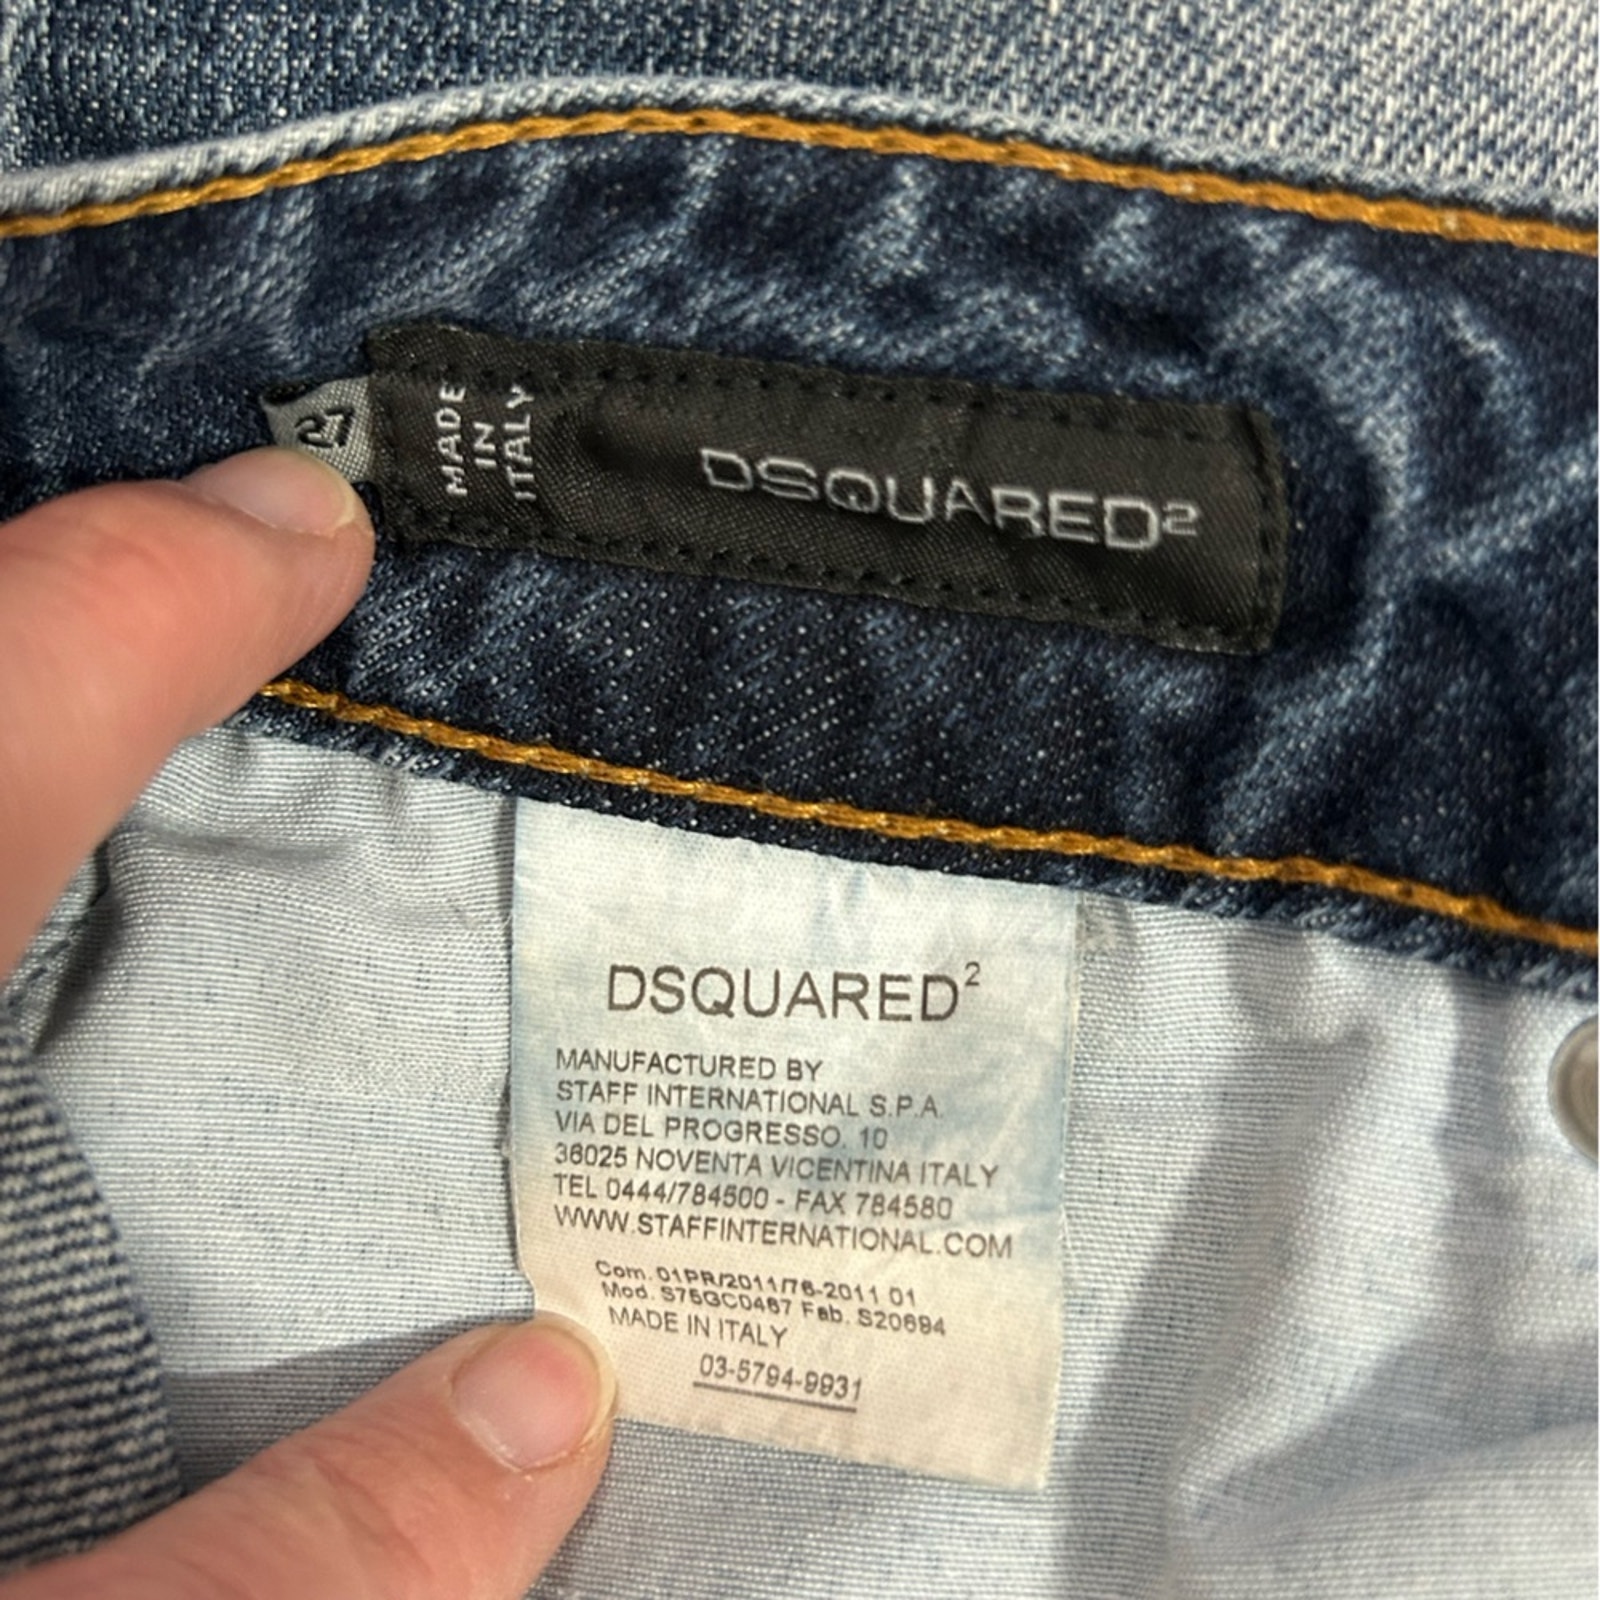 27
MADE
IN
ITALY
DSQUARED2
DSQUARED2
MANUFACTURED BY
STAFF INTERNATIONAL S.P.A.
VIA DEL PROGRESSO, 10
36025 NOVENTA VICENTINA ITALY
TEL 0444/784500 - FAX 784580
WWW.STAFFINTERNATIONAL.COM
Com. 01PR/2011/76-2011 01
Mod. S75GC0467 Fab. S20694
MADE IN ITALY
03-5794-9931